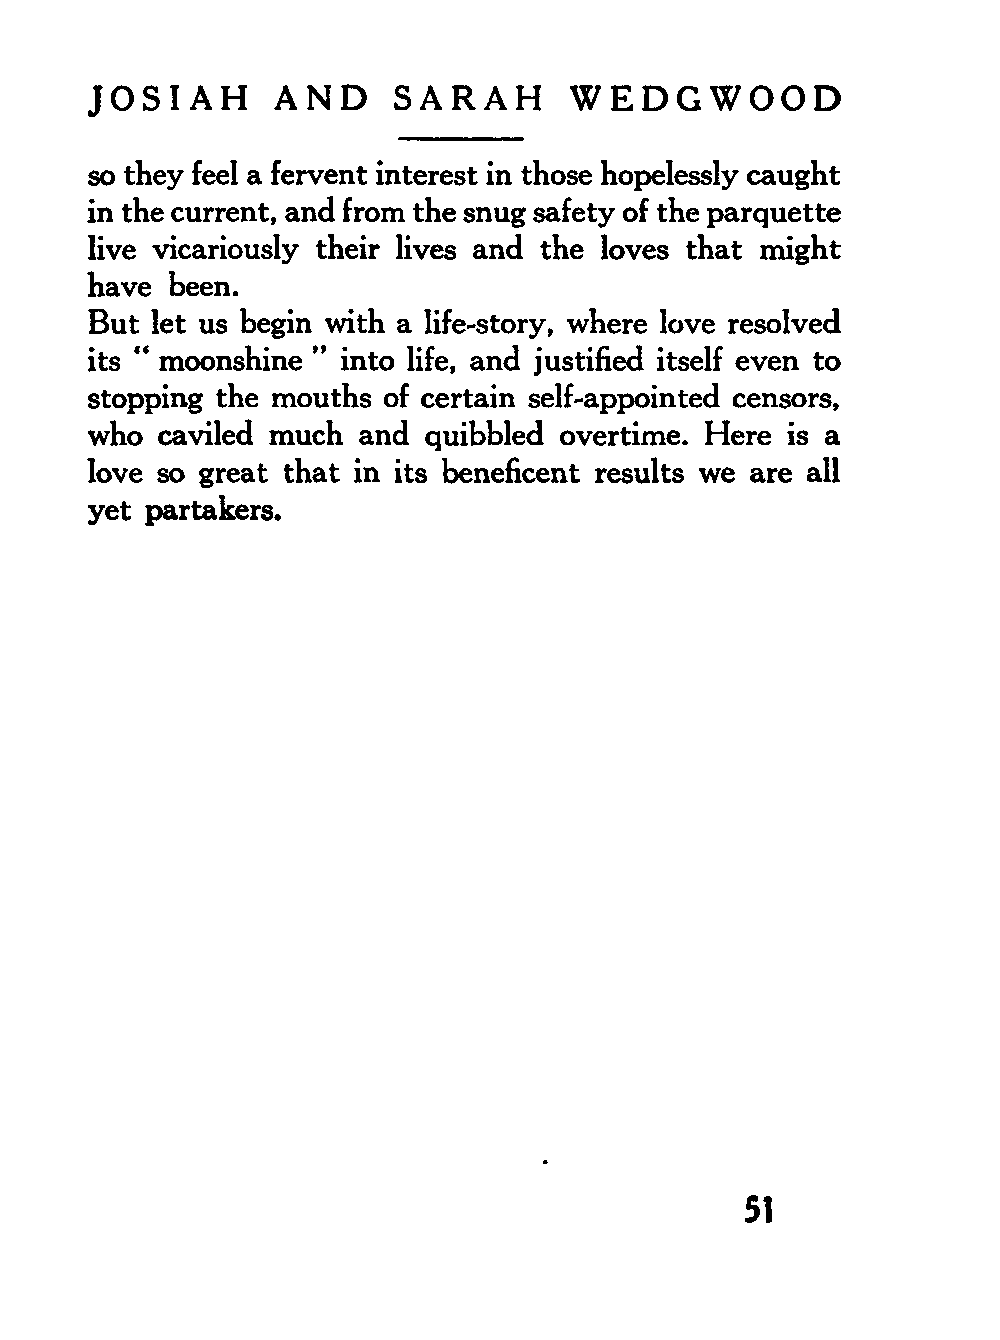 JOSIAH AND SARAH WEDGWOOD
so they feel a fervent interest in those hopelessly caught
in the current, and from the snug safety of the parquette
live vicariously their lives and the loves that might
have been.
But let us begin with a life-story, where love resolved
its “ moonshine ” into life, and justified itself even to
stopping the mouths of certain self-appointed censors,
who caviled much and quibbled overtime. Here is a
love so great that in its beneficent results we are all
yet partakers.
51